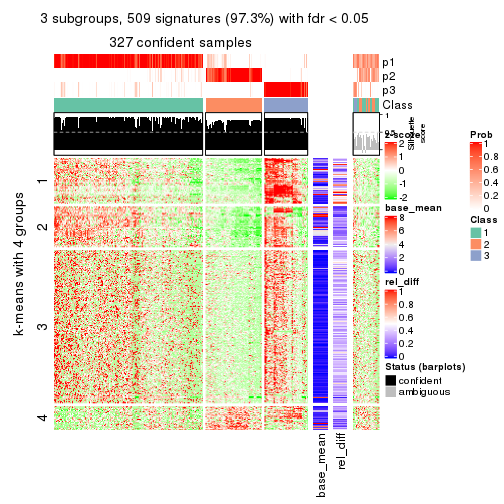 3 subgroups, 509 signatures (97.3%) with fdr < 0.05
327 confident samples
p1
p2
p3
Class
1
0.5
Silhouette
score
k-means with 4 groups
1
2
3
4
base_mean
rel_diff
z-score
2
1
0
-1
-2
base_mean
8
6
4
2
0
rel_diff
1
0.8
0.6
0.4
0.2
0
Status (barplots)
confident
ambiguous
Prob
1
0.8
0.6
0.4
0.2
0
Class
1
2
3